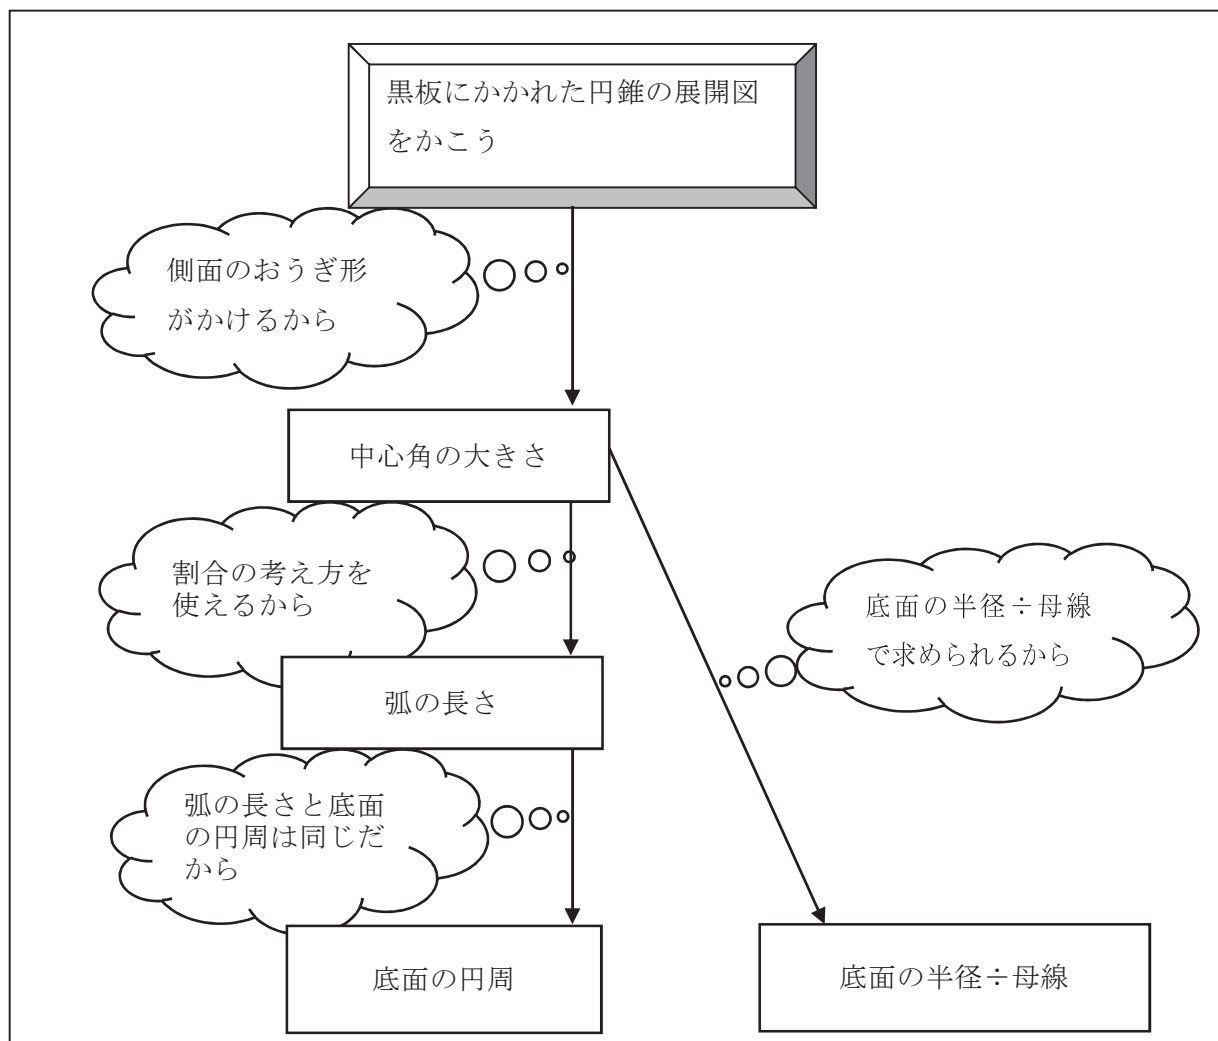 黒板にかかれた円錐の展開図
をかこう
側面のおうぎ形
がかけるから
中心角の大きさ
割合の考え方を
使えるから
底面の半径÷母線
で求められるから
弧の長さ
弧の長さと底面
の円周は同じだ
から
底面の円周
底面の半径÷母線